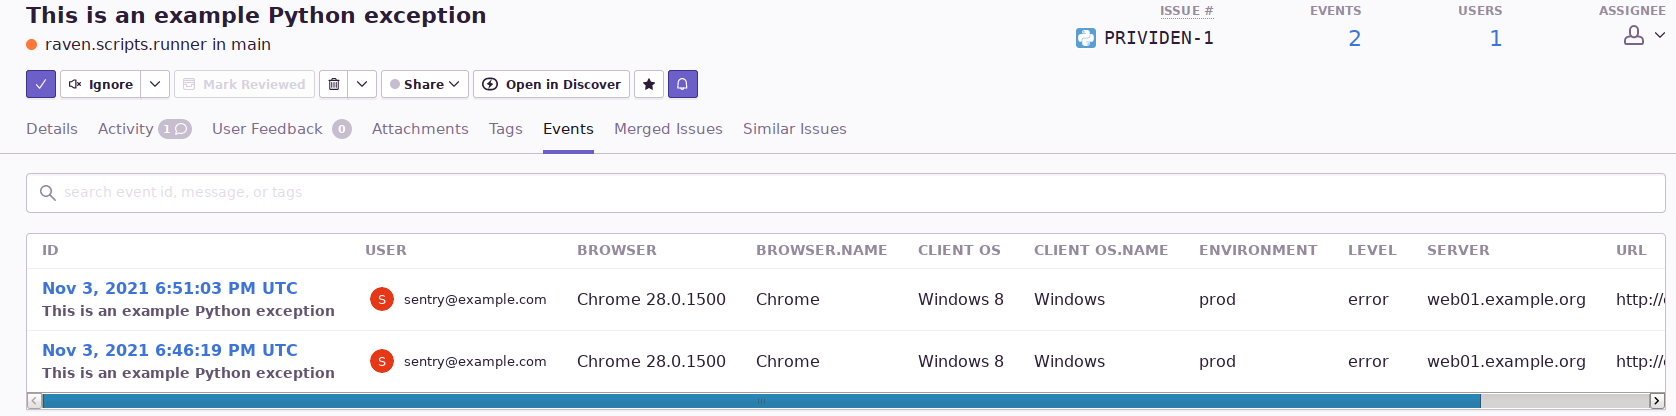 This is an example Python exception
ISSUE # EVENTS USERS ASSIGNEE
raven.scripts.runner in main
PRIVIDEN-1 2 1
Ignore Mark Reviewed Share Open in Discover
Details Activity 1 User Feedback 0 Attachments Tags Events Merged Issues Similar Issues
search event id, message, or tags
ID USER BROWSER BROWSER.NAME CLIENT OS CLIENT OS.NAME ENVIRONMENT LEVEL SERVER URL
Nov 3, 2021 6:51:03 PM UTC
S sentry@example.com Chrome 28.0.1500 Chrome Windows 8 Windows prod error web01.example.org http://
This is an example Python exception
Nov 3, 2021 6:46:19 PM UTC
S sentry@example.com Chrome 28.0.1500 Chrome Windows 8 Windows prod error web01.example.org http://
This is an example Python exception